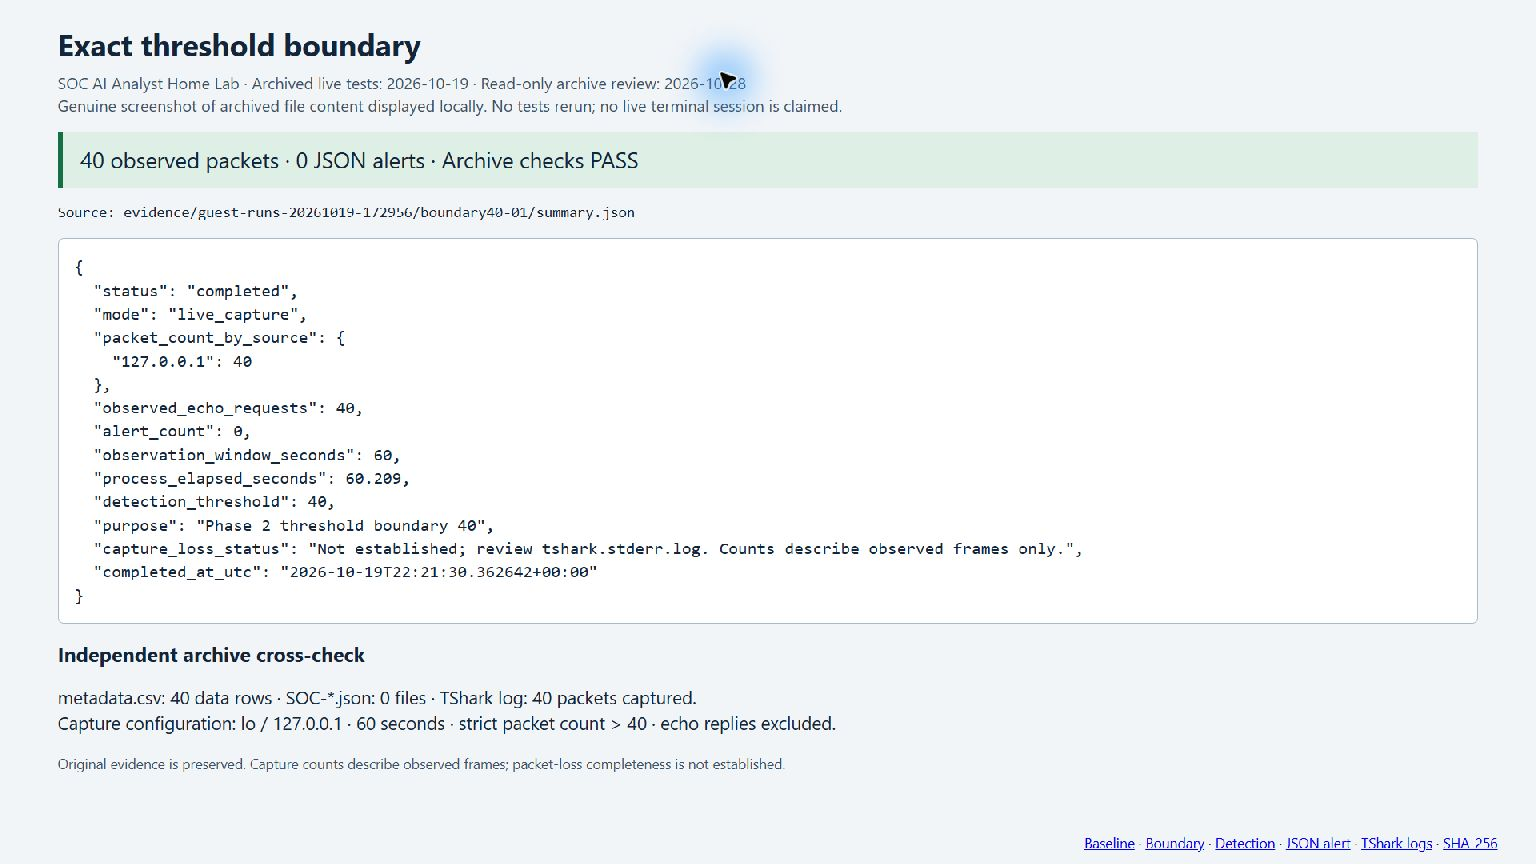 Exact threshold boundary
SOC AI Analyst Home Lab · Archived live tests: 2026-10-19 · Read-only archive review: 2026-10-28
Genuine screenshot of archived file content displayed locally. No tests rerun; no live terminal session is claimed.
40 observed packets · 0 JSON alerts · Archive checks PASS
Source: evidence/guest-runs-20261019-172956/boundary40-01/summary.json
{
  "status": "completed",
  "mode": "live_capture",
  "packet_count_by_source": {
    "127.0.0.1": 40
  },
  "observed_echo_requests": 40,
  "alert_count": 0,
  "observation_window_seconds": 60,
  "process_elapsed_seconds": 60.209,
  "detection_threshold": 40,
  "purpose": "Phase 2 threshold boundary 40",
  "capture_loss_status": "Not established; review tshark.stderr.log. Counts describe observed frames only.",
  "completed_at_utc": "2026-10-19T22:21:30.362642+00:00"
}
Independent archive cross-check
metadata.csv: 40 data rows · SOC-*.json: 0 files · TShark log: 40 packets captured.
Capture configuration: lo / 127.0.0.1 · 60 seconds · strict packet count > 40 · echo replies excluded.
Original evidence is preserved. Capture counts describe observed frames; packet-loss completeness is not established.
Baseline · Boundary · Detection · JSON alert · TShark logs · SHA-256